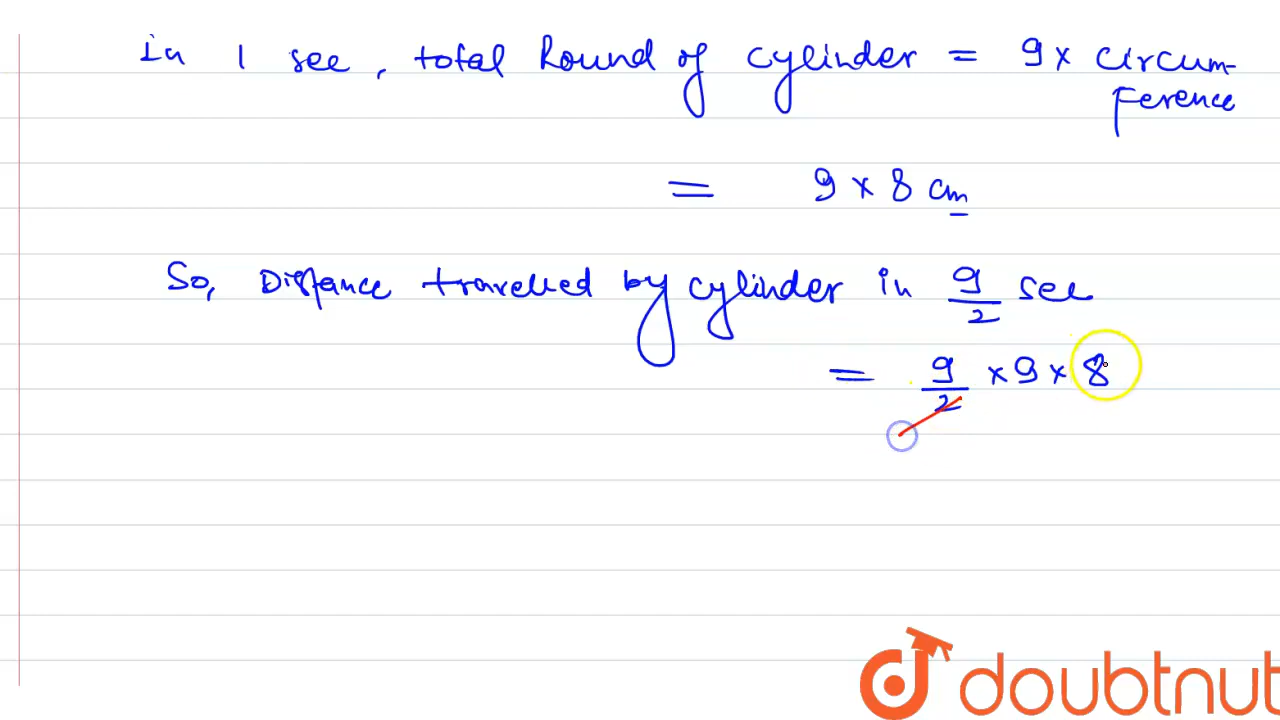 In 1 sec, total Round of cylinder = 9 × circum-
ference
= 9 × 8 cm
So, Distance travelled by cylinder in 9/2 sec
= 9/2 × 9 × 8
doubtnut